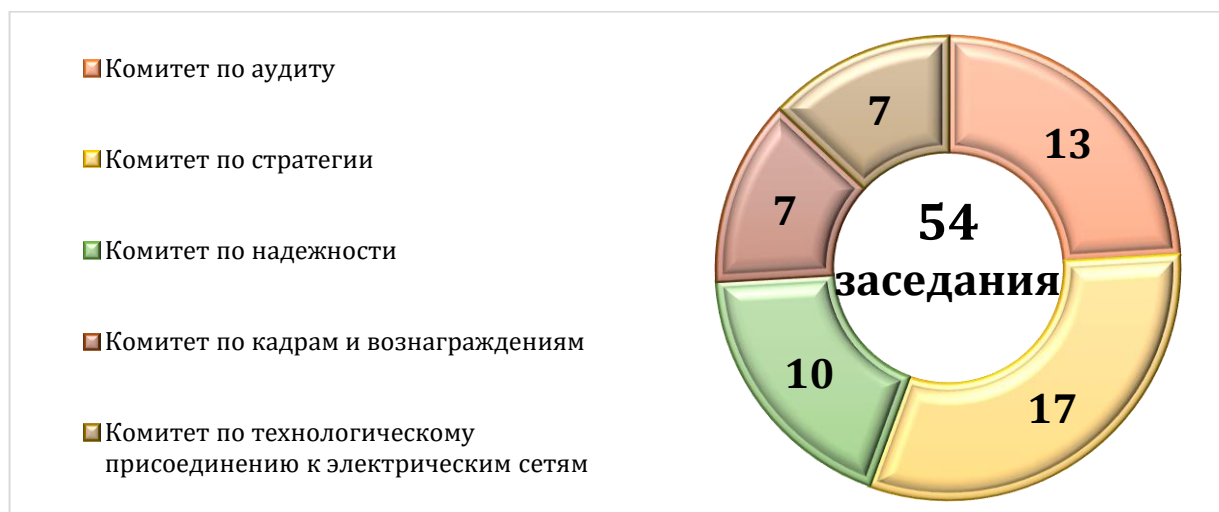 Комитет по аудиту
Комитет по стратегии
Комитет по надежности
Комитет по кадрам и вознаграждениям
Комитет по технологическому
присоединению к электрическим сетям
7
13
7
54
заседания
10
17